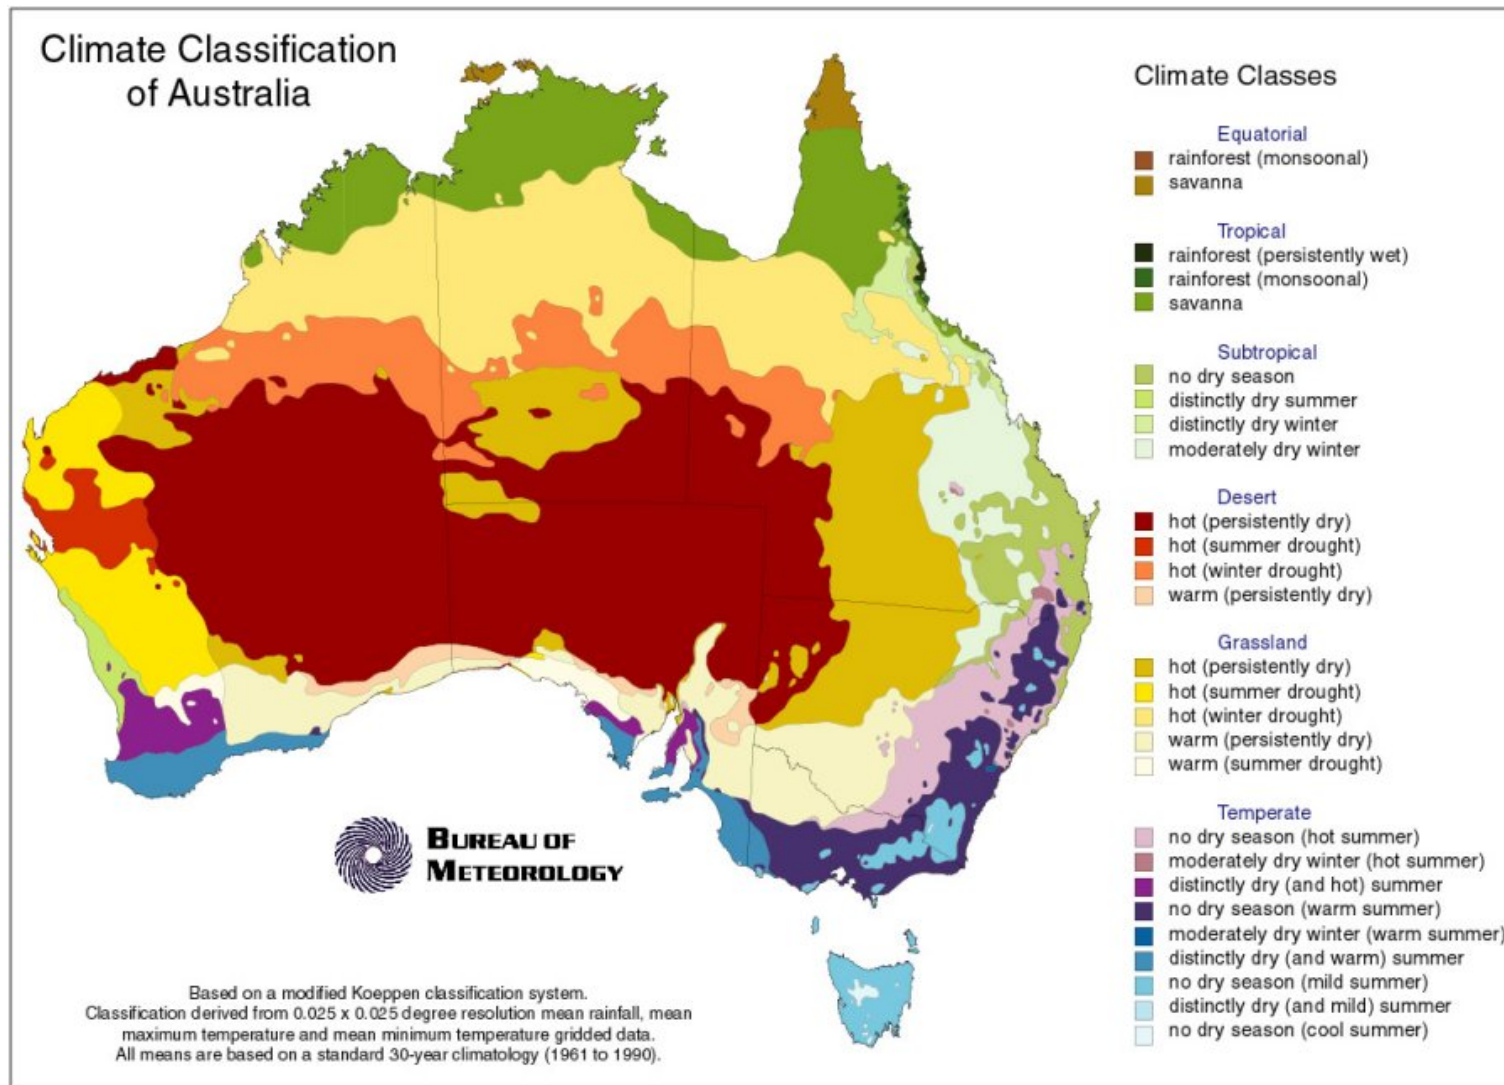 Climate Classification
of Australia
Climate Classes
Equatorial
rainforest (monsoonal)
savanna
Tropical
rainforest (persistently wet)
rainforest (monsoonal)
savanna
Subtropical
no dry season
distinctly dry summer
distinctly dry winter
moderately dry winter
Desert
hot (persistently dry)
hot (summer drought)
hot (winter drought)
warm (persistently dry)
Grassland
hot (persistently dry)
hot (summer drought)
hot (winter drought)
warm (persistently dry)
warm (summer drought)
Temperate
no dry season (hot summer)
moderately dry winter (hot summer)
distinctly dry (and hot) summer
no dry season (warm summer)
moderately dry winter (warm summer)
distinctly dry (and warm) summer
no dry season (mild summer)
distinctly dry (and mild) summer
no dry season (cool summer)
BUREAU OF
METEOROLOGY
Based on a modified Koeppen classification system.
Classification derived from 0.025 x 0.025 degree resolution mean rainfall, mean
maximum temperature and mean minimum temperature gridded data.
All means are based on a standard 30-year climatology (1961 to 1990).